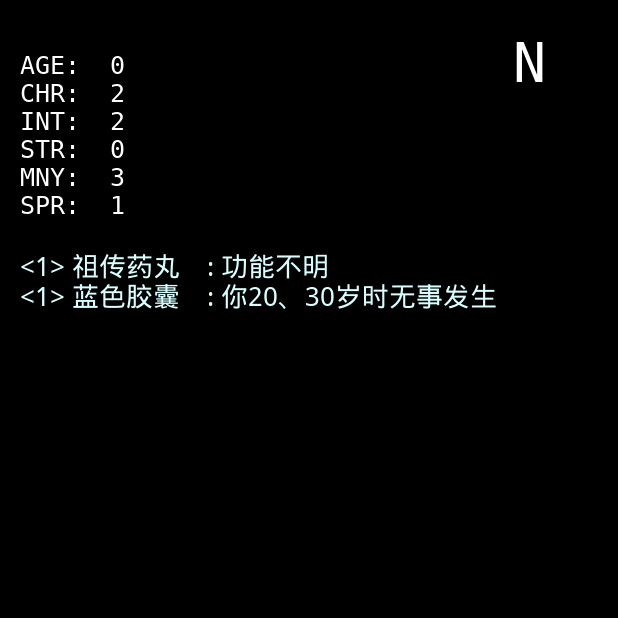 N
AGE: 0
CHR: 2
INT: 2
STR: 0
MNY: 3
SPR: 1
<1> 祖传药丸 : 功能不明
<1> 蓝色胶囊 : 你20、30岁时无事发生